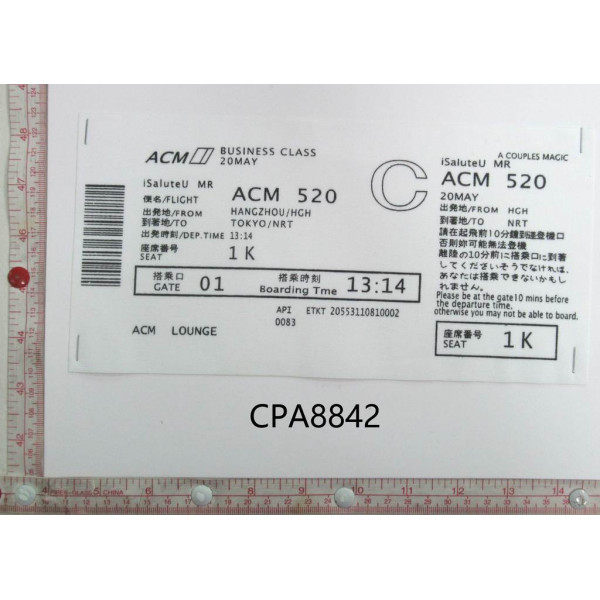 ACM
BUSINESS CLASS
20MAY
iSaluteU MR
便名/FLIGHT ACM 520
出発地/FROM HANGZHOU/HGH
到著地/TO TOKYO/NRT
出発時刻/DEP.TIME 13:14
座席番号
SEAT 1K
搭乗口
GATE 01
搭乗時刻
Boarding Tme 13:14
API ETKT 20553110810002
0083
ACM LOUNGE
C
A COUPLES MAGIC
iSaluteU MR
ACM 520
20MAY
出発地/FROM HGH
到著地/TO NRT
請在起飛前10分鐘到達登機口
否則妳可能無法登機
離陸の10分前に搭乗口に到著
してくださいそうでなければ、
あなたは搭乗できないかもし
れません。
Please be at the gate10 mins before
the departure time.
otherwise you may not be able to board.
座席番号
SEAT 1K
CPA8842